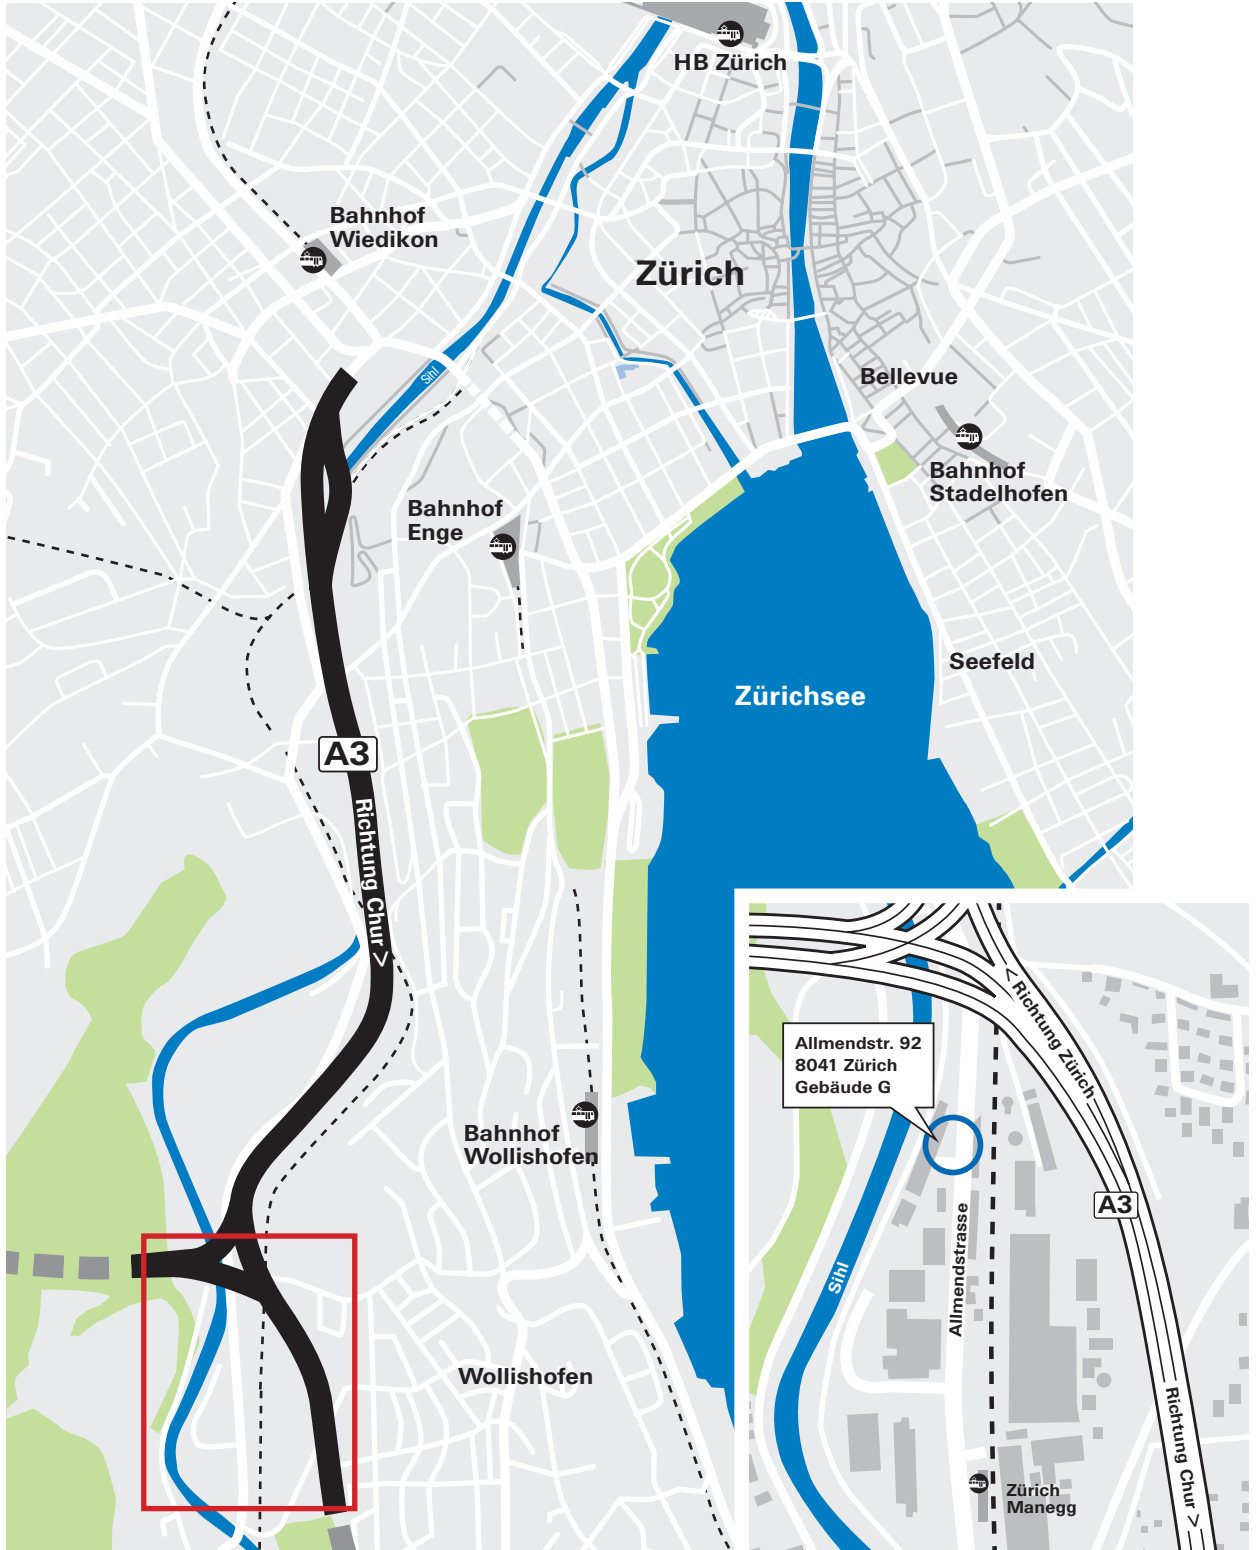 HB Zürich
Bahnhof
Wiedikon
Zürich
Sihl
Bellevue
Bahnhof
Stadelhofen
Bahnhof
Enge
Seefeld
Zürichsee
A3
Richtung Chur >
Bahnhof
Wollishofen
Wollishofen
< Richtung Zürich
Allmendstr. 92
8041 Zürich
Gebäude G
A3
Allmendstrasse
Sihl
Richtung Chur >
Zürich
Manegg